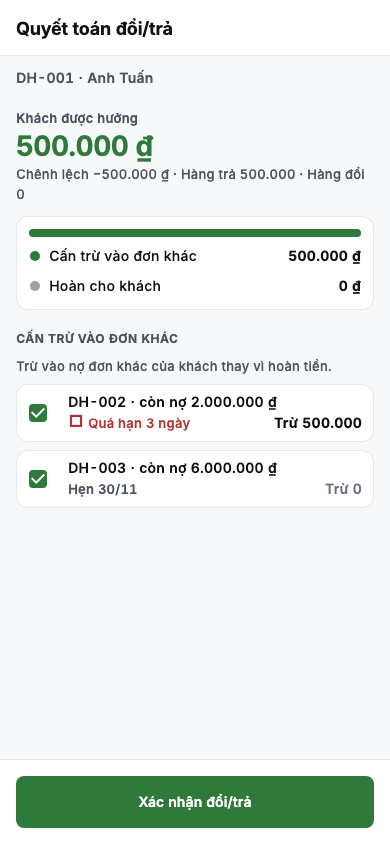 Quyết toán đổi/trả
DH-001 · Anh Tuấn
Khách được hưởng
500.000 ₫
Chênh lệch −500.000 ₫ · Hàng trả 500.000 · Hàng đổi
0
Cấn trừ vào đơn khác 500.000 ₫
Hoàn cho khách 0 ₫
CẤN TRỪ VÀO ĐƠN KHÁC
Trừ vào nợ đơn khác của khách thay vì hoàn tiền.
DH-002 · còn nợ 2.000.000 ₫
Quá hạn 3 ngày Trừ 500.000
DH-003 · còn nợ 6.000.000 ₫
Hẹn 30/11 Trừ 0
Xác nhận đổi/trả